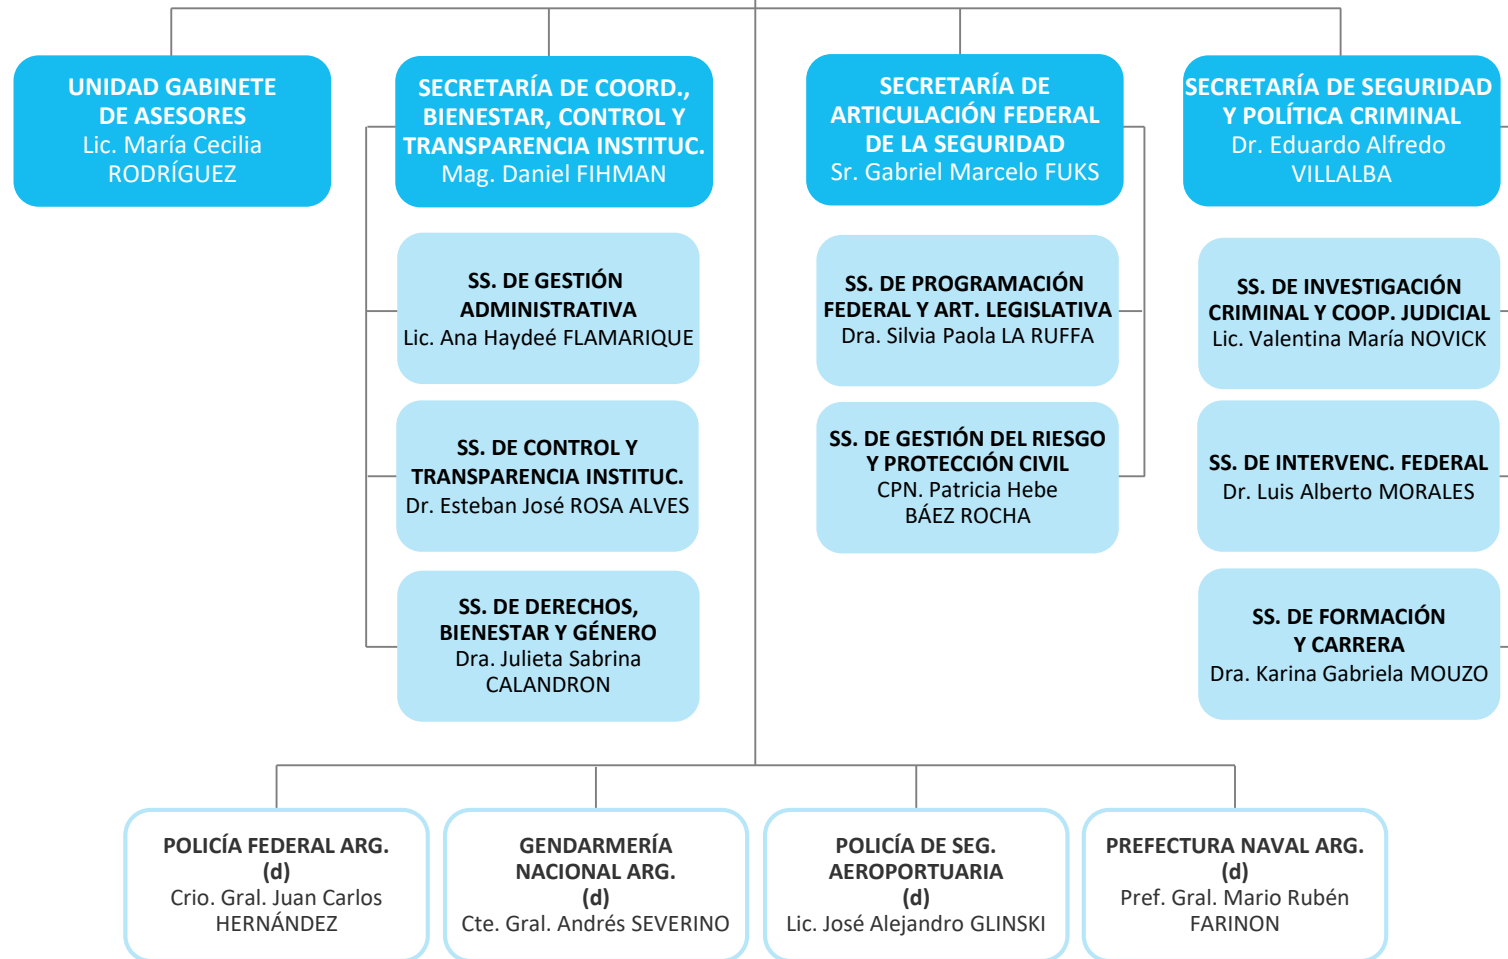 UNIDAD GABINETE
DE ASESORES
Lic. María Cecilia
RODRÍGUEZ
SECRETARÍA DE COORD.,
BIENESTAR, CONTROL Y
TRANSPARENCIA INSTITUC.
Mag. Daniel FIHMAN
SECRETARÍA DE
ARTICULACIÓN FEDERAL
DE LA SEGURIDAD
Sr. Gabriel Marcelo FUKS
SECRETARÍA DE SEGURIDAD
Y POLÍTICA CRIMINAL
Dr. Eduardo Alfredo
VILLALBA
SS. DE GESTIÓN
ADMINISTRATIVA
Lic. Ana Haydeé FLAMARIQUE
SS. DE PROGRAMACIÓN
FEDERAL Y ART. LEGISLATIVA
Dra. Silvia Paola LA RUFFA
SS. DE INVESTIGACIÓN
CRIMINAL Y COOP. JUDICIAL
Lic. Valentina María NOVICK
SS. DE CONTROL Y
TRANSPARENCIA INSTITUC.
Dr. Esteban José ROSA ALVES
SS. DE GESTIÓN DEL RIESGO
Y PROTECCIÓN CIVIL
CPN. Patricia Hebe
BÁEZ ROCHA
SS. DE INTERVENC. FEDERAL
Dr. Luis Alberto MORALES
SS. DE DERECHOS,
BIENESTAR Y GÉNERO
Dra. Julieta Sabrina
CALANDRON
SS. DE FORMACIÓN
Y CARRERA
Dra. Karina Gabriela MOUZO
POLICÍA FEDERAL ARG.
(d)
Crio. Gral. Juan Carlos
HERNÁNDEZ
GENDARMERÍA
NACIONAL ARG.
(d)
Cte. Gral. Andrés SEVERINO
POLICÍA DE SEG.
AEROPORTUARIA
(d)
Lic. José Alejandro GLINSKI
PREFECTURA NAVAL ARG.
(d)
Pref. Gral. Mario Rubén
FARINON